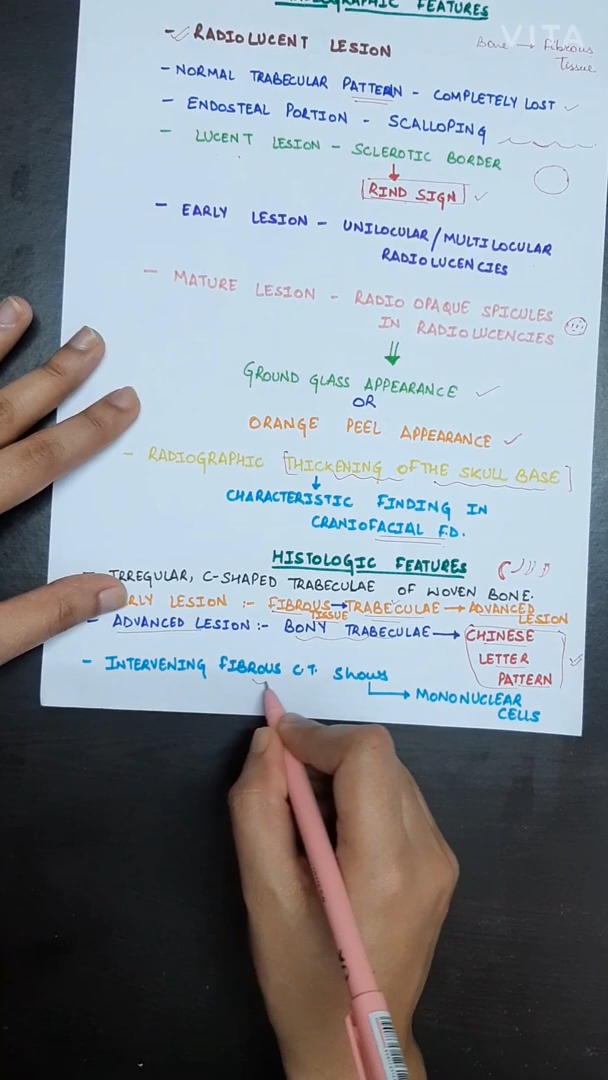 FEATURES
VITA
- RADIOLUCENT LESION
Bone → Fibrous
Tissue
- NORMAL TRABECULAR PATTERN - COMPLETELY LOST
- ENDOSTEAL PORTION - SCALLOPING
- LUCENT LESION - SCLEROTIC BORDER
RIND SIGN
- EARLY LESION - UNILOCULAR/MULTILOCULAR
RADIOLUCENCIES
- MATURE LESION - RADIO OPAQUE SPICULES
IN RADIOLUCENCIES
GROUND GLASS APPEARANCE
OR
ORANGE PEEL APPEARANCE
- RADIOGRAPHIC [THICKENING OF THE SKULL BASE]
CHARACTERISTIC FINDING IN
CRANIOFACIAL F.D.
HISTOLOGIC FEATURES
- IRREGULAR, C-SHAPED TRABECULAE OF WOVEN BONE.
LESION :- FIBROUS TISSUE → TRABECULAE → ADVANCED
LESION
- ADVANCED LESION :- BONY TRABECULAE → CHINESE
LETTER
PATTERN
- INTERVENING FIBROUS C.T. Shows
→ MONONUCLEAR
CELLS